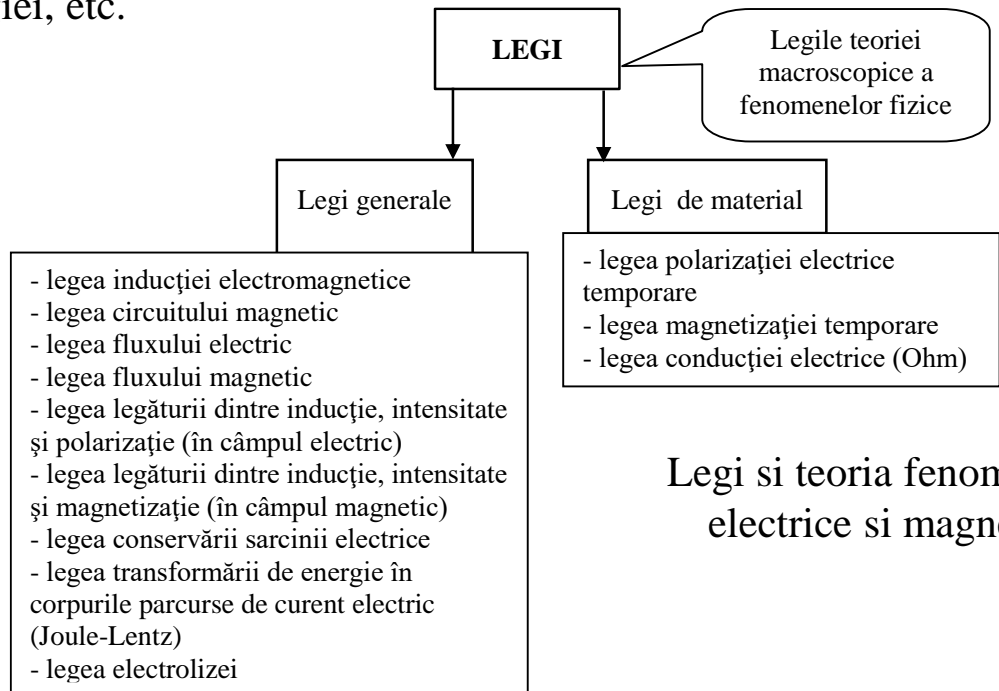 etc.
LEGI
Legile teoriei
macroscopice a
fenomenelor fizice
Legi generale
Legi de material
- legea inducţiei electromagnetice
- legea circuitului magnetic
- legea fluxului electric
- legea fluxului magnetic
- legea legăturii dintre inducţie, intensitate
şi polarizaţie (în câmpul electric)
- legea legăturii dintre inducţie, intensitate
şi magnetizaţie (în câmpul magnetic)
- legea conservării sarcinii electrice
- legea transformării de energie în
corpurile parcurse de curent electric
(Joule-Lentz)
- legea electrolizei
- legea polarizaţiei electrice
temporare
- legea magnetizaţiei temporare
- legea conducţiei electrice (Ohm)
Legi si teoria
electrice si